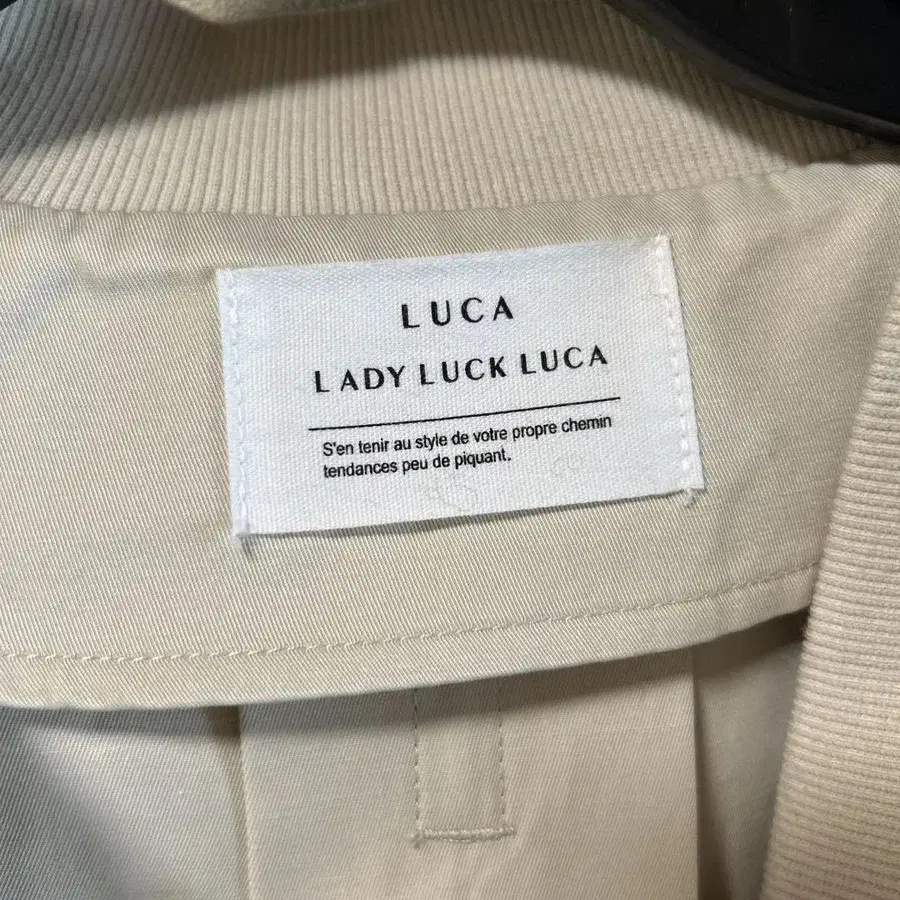 LUCA
LADY LUCK LUCA
S'en tenir au style de votre propre chemin
tendances peu de piquant.